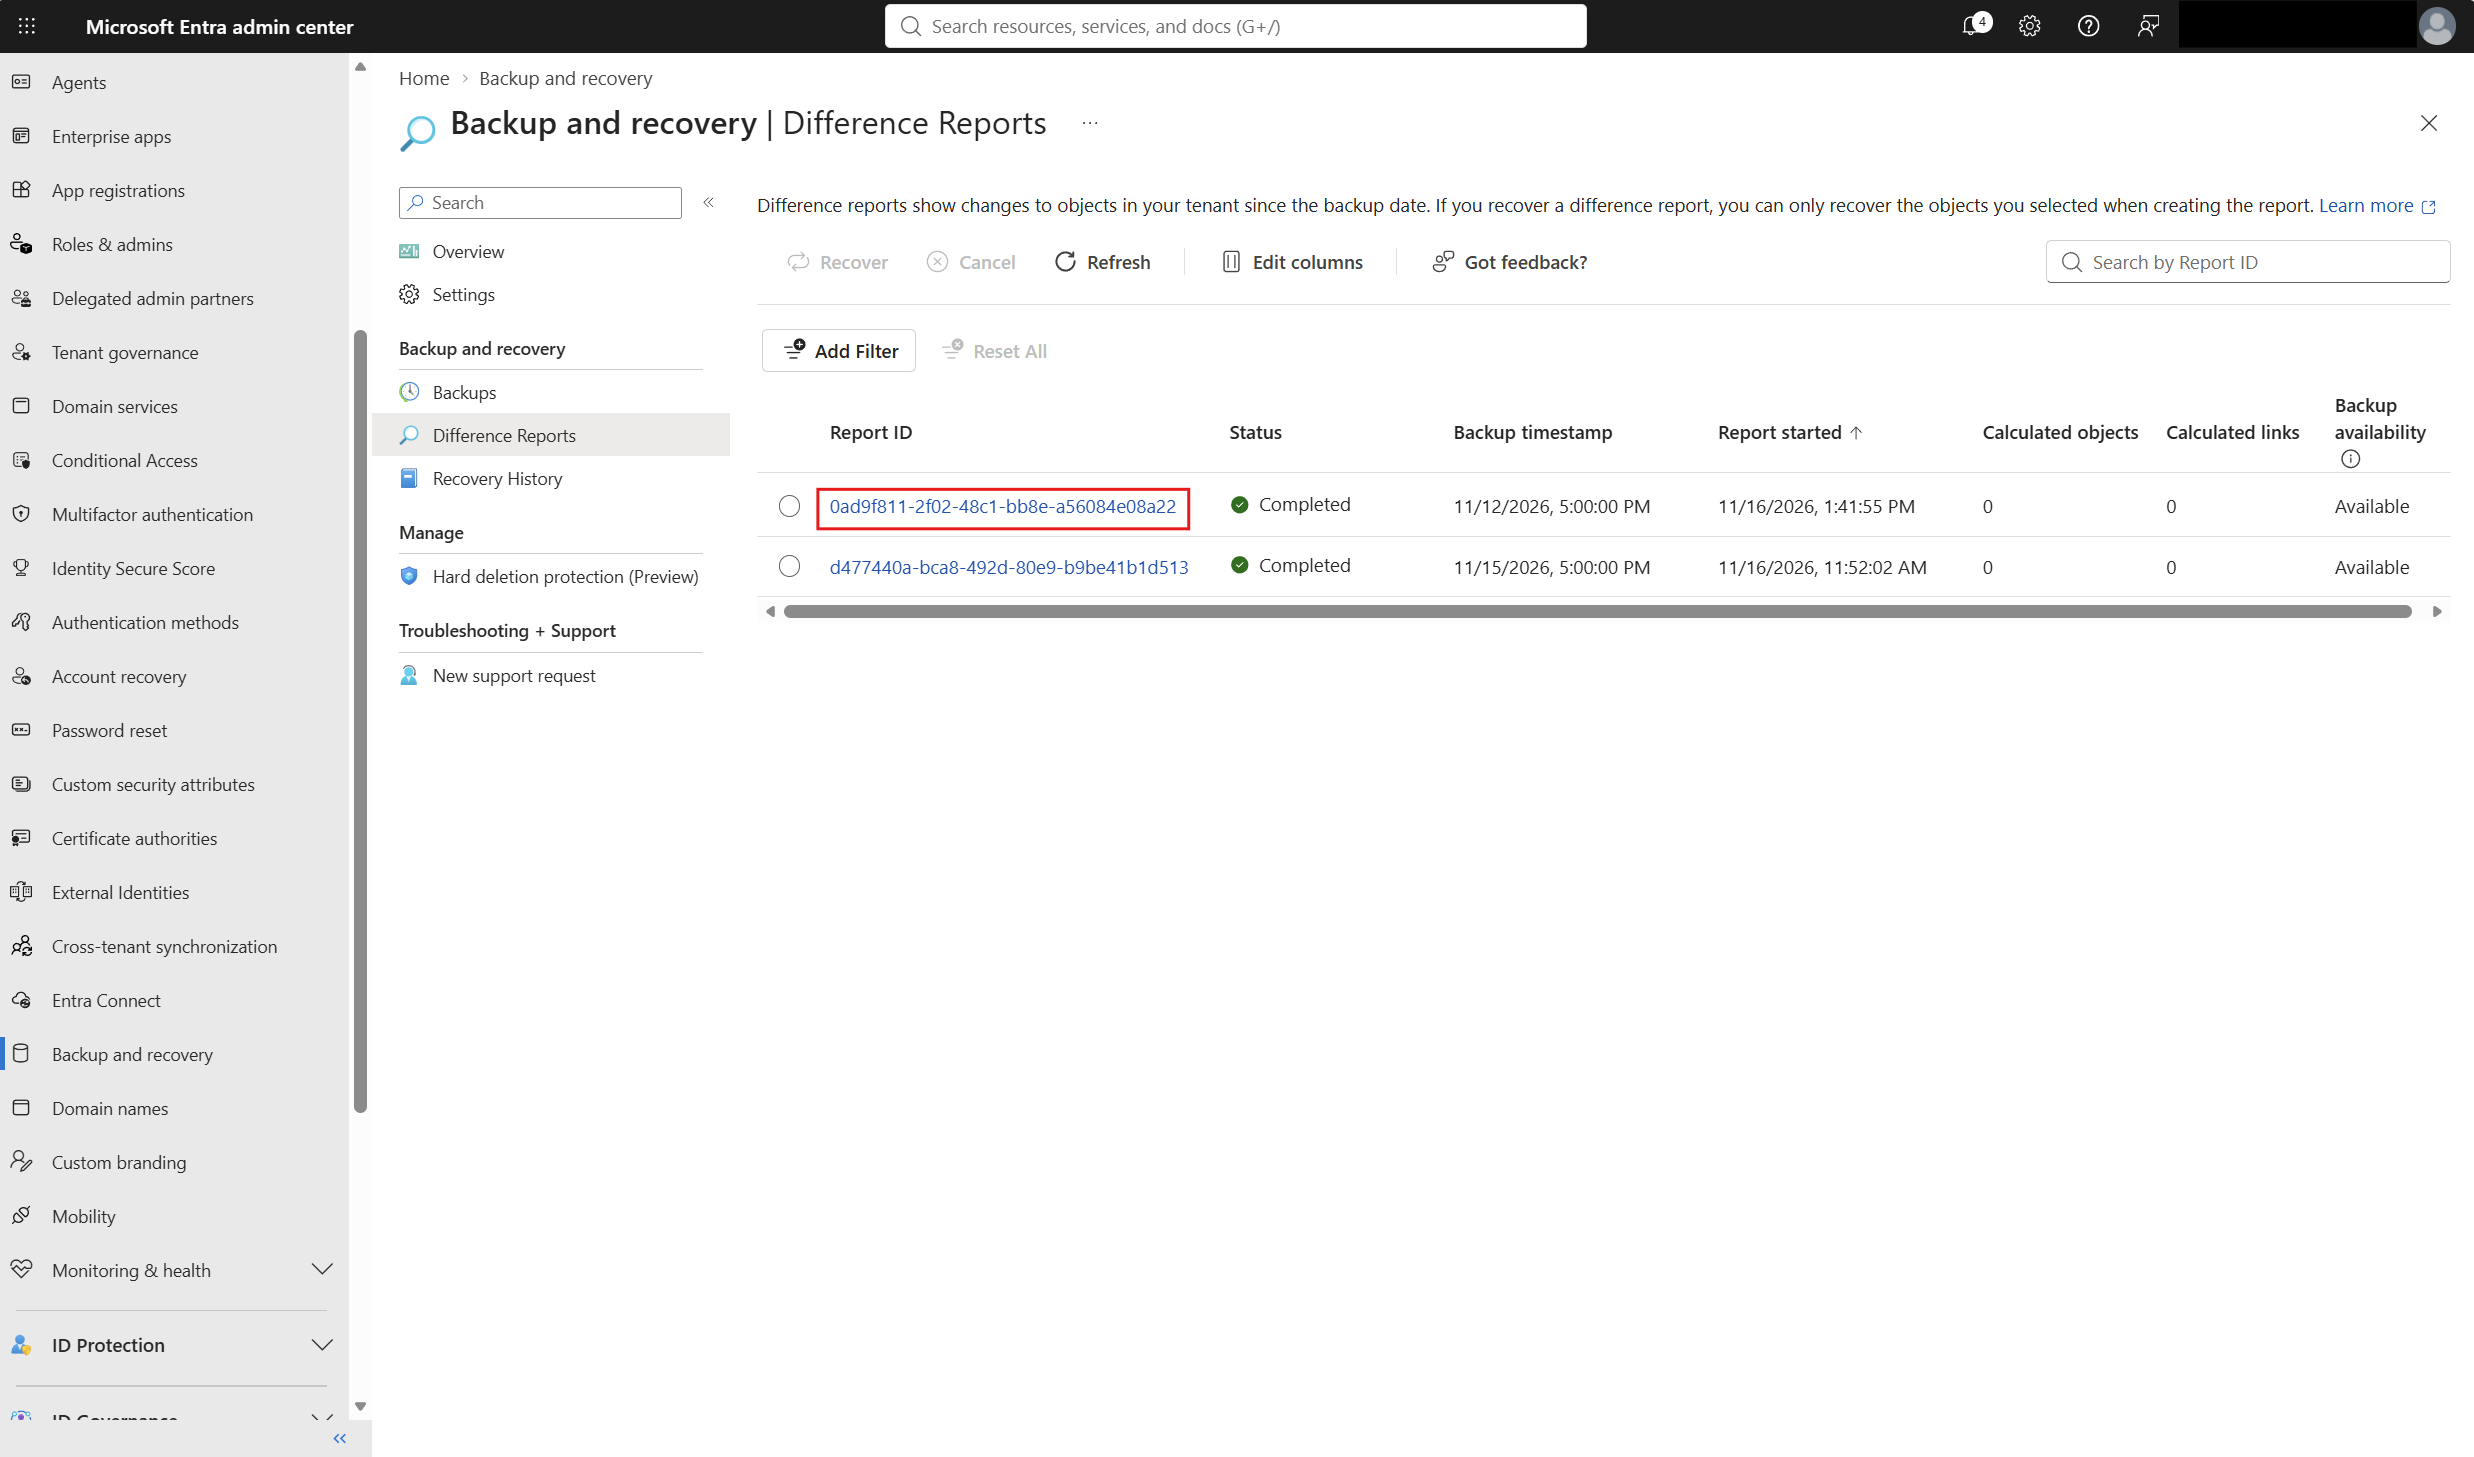 Microsoft Entra admin center
Search resources, services, and docs (G+/)
4
Agents
Enterprise apps
App registrations
Roles & admins
Delegated admin partners
Tenant governance
Domain services
Conditional Access
Multifactor authentication
Identity Secure Score
Authentication methods
Account recovery
Password reset
Custom security attributes
Certificate authorities
External Identities
Cross-tenant synchronization
Entra Connect
Backup and recovery
Domain names
Custom branding
Mobility
Monitoring & health
ID Protection
ID Governance
Home > Backup and recovery
Backup and recovery | Difference Reports ...
Search
Overview
Settings
Backup and recovery
Backups
Difference Reports
Recovery History
Manage
Hard deletion protection (Preview)
Troubleshooting + Support
New support request
Difference reports show changes to objects in your tenant since the backup date. If you recover a difference report, you can only recover the objects you selected when creating the report. Learn more
Recover Cancel Refresh Edit columns Got feedback? Search by Report ID
Add Filter Reset All
Report ID Status Backup timestamp Report started ↑ Calculated objects Calculated links Backup availability
0ad9f811-2f02-48c1-bb8e-a56084e08a22 Completed 11/12/2026, 5:00:00 PM 11/16/2026, 1:41:55 PM 0 0 Available
d477440a-bca8-492d-80e9-b9be41b1d513 Completed 11/15/2026, 5:00:00 PM 11/16/2026, 11:52:02 AM 0 0 Available